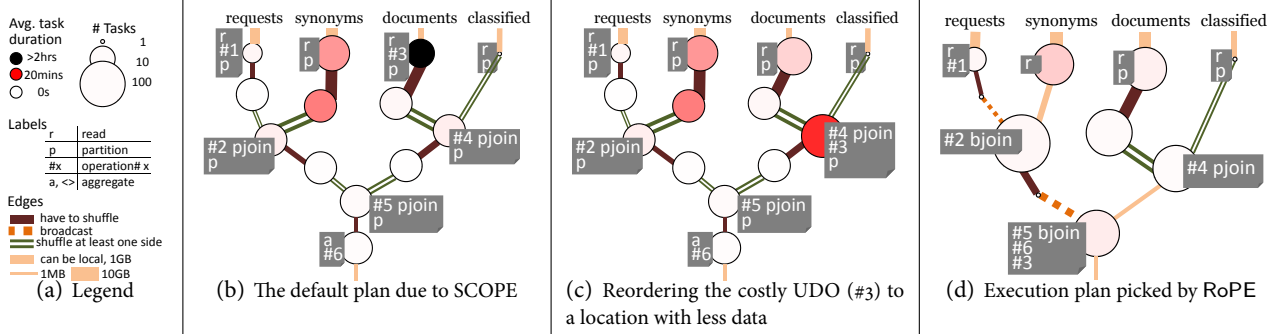 Avg. task
duration
# Tasks
>2hrs
20mins
0s
1
10
100
Labels
r read
p partition
#x operation# x
a, <> aggregate
Edges
have to shuffle
broadcast
shuffle at least one side
can be local, 1GB
1MB 10GB
(a) Legend
requests synonyms documents classified
r
#1
p
r
p
r
#3
p
r
p
#2 pjoin
p
#4 pjoin
p
#5 pjoin
p
a
#6
(b) The default plan due to SCOPE
requests synonyms documents classified
r
#1
p
r
p
r
p
r
p
#2 pjoin
p
#4 pjoin
#3
p
#5 pjoin
p
a
#6
(c) Reordering the costly UDO (#3) to
a location with less data
requests synonyms documents classified
r
#1
r
r
p
r
p
#2 bjoin
#4 pjoin
#5 bjoin
#6
#3
(d) Execution plan picked by RoPE